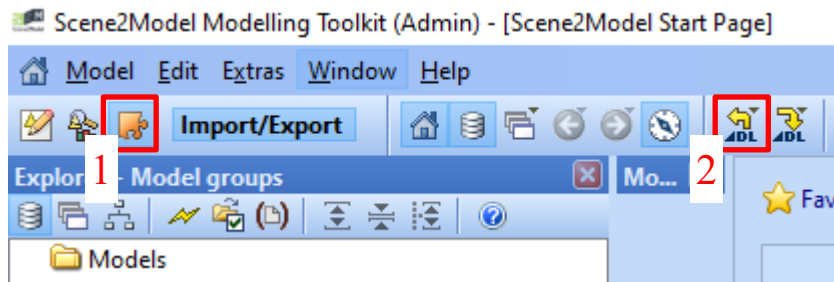 Scene2Model Modelling Toolkit (Admin) - [Scene2Model Start Page]
Model Edit Extras Window Help
Import/Export
ADL ADL
1 2
Explor - Model groups Mo... Fav
Models